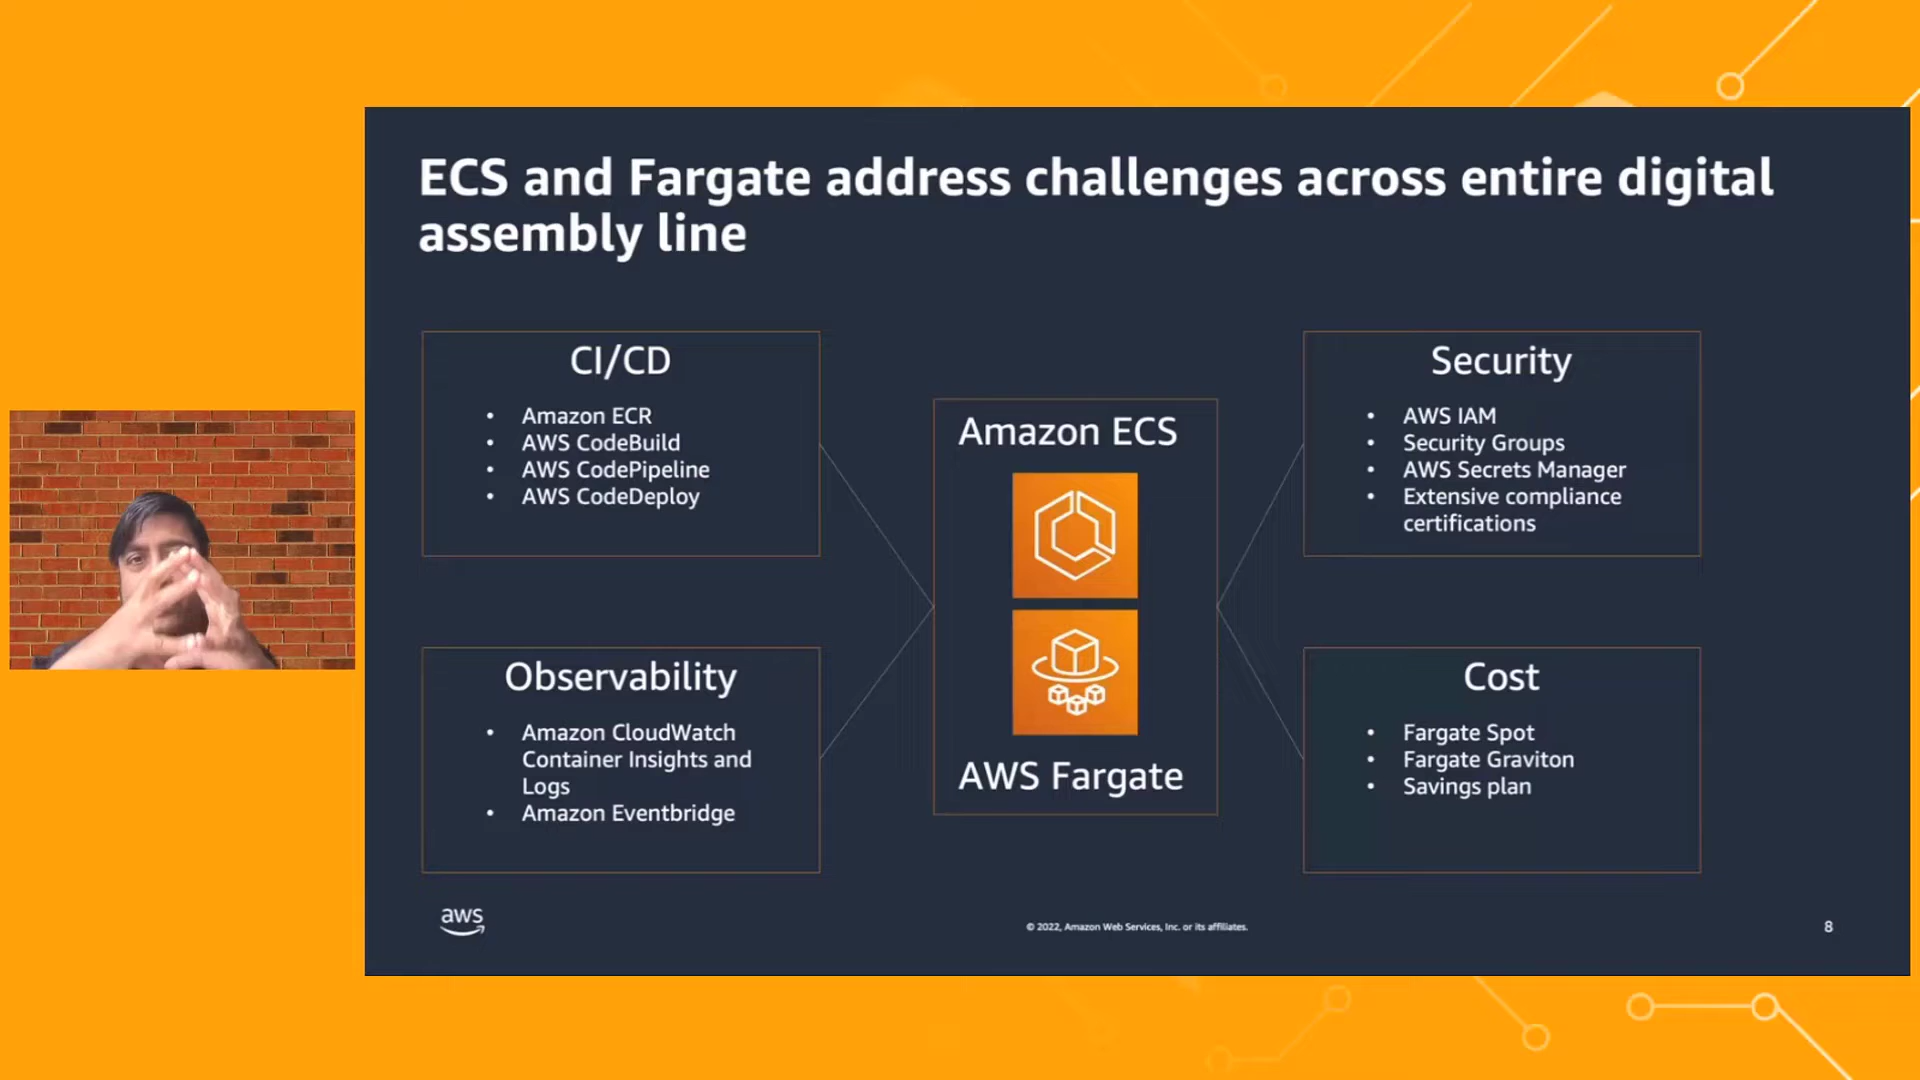 ECS and Fargate address challenges across entire digital
assembly line
CI/CD
• Amazon ECR
• AWS CodeBuild
• AWS CodePipeline
• AWS CodeDeploy
Observability
• Amazon CloudWatch
Container Insights and
Logs
• Amazon Eventbridge
Amazon ECS
AWS Fargate
Security
• AWS IAM
• Security Groups
• AWS Secrets Manager
• Extensive compliance
certifications
Cost
• Fargate Spot
• Fargate Graviton
• Savings plan
aws
© 2022, Amazon Web Services, Inc. or its affiliates.
8